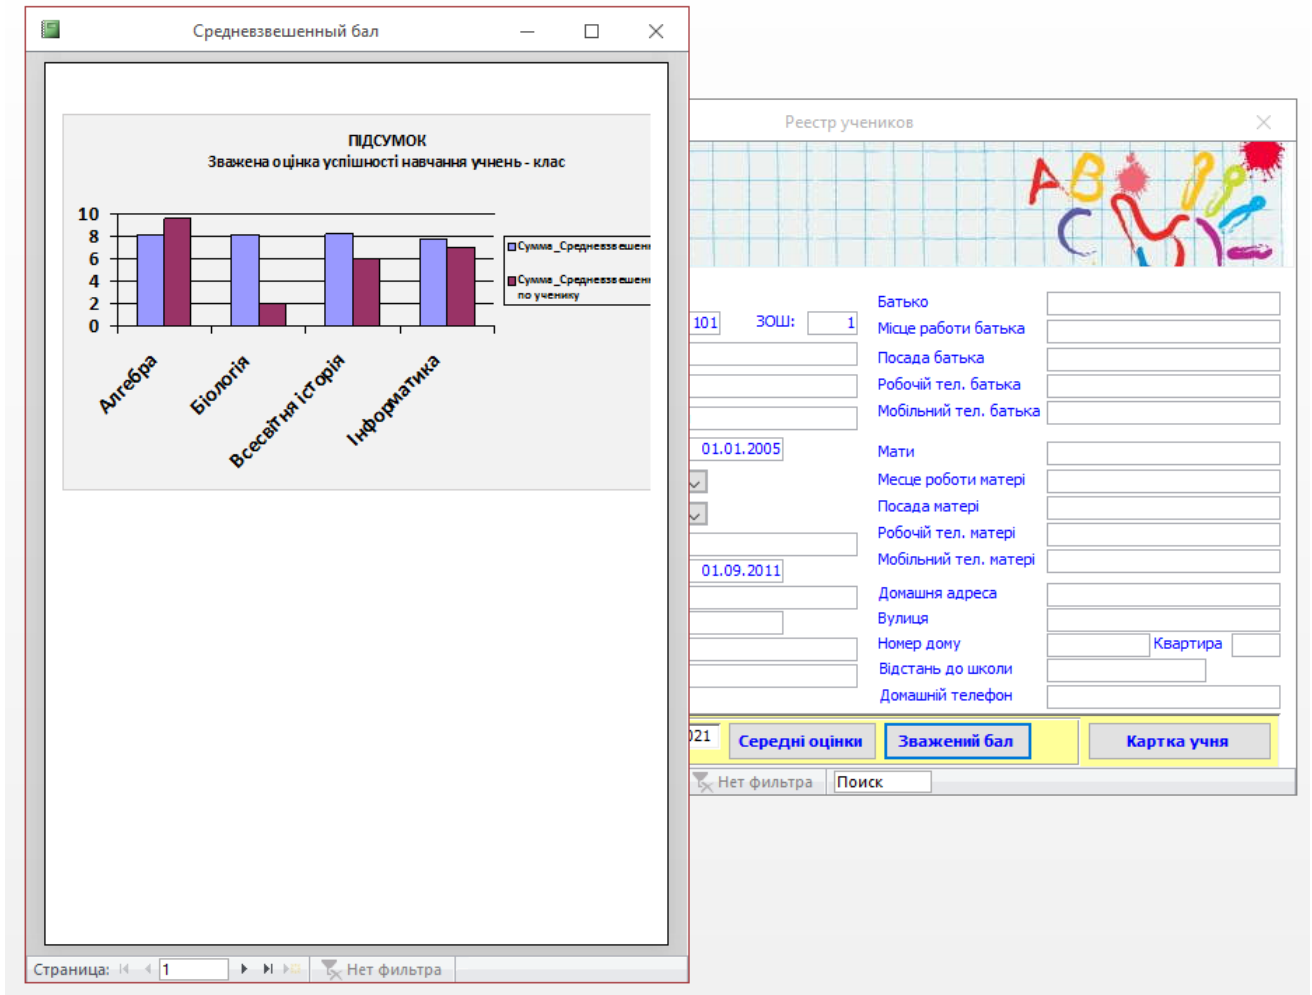 Средневзвешенный бал
ПІДСУМОК
Зважена оцінка успішності навчання учнень - клас
10
8
6
4
2
0
Сумма_Средневзвешен
Сумма_Средневзвешен
по ученику
Алгебра
Біологія
Всесвітня історія
Інформатика
Страница:
1
Нет фильтра
Реестр учеников
A B C
101
ЗОШ:
1
01.01.2005
01.09.2011
Батько
Місце работи батька
Посада батька
Робочій тел. батька
Мобільний тел. батька
Мати
Месце роботи матері
Посада матері
Робочій тел. матері
Мобільний тел. матері
Домашня адреса
Вулиця
Номер дому
Квартира
Відстань до школи
Домашній телефон
021
Середні оцінки
Зважений бал
Картка учня
Нет фильтра
Поиск